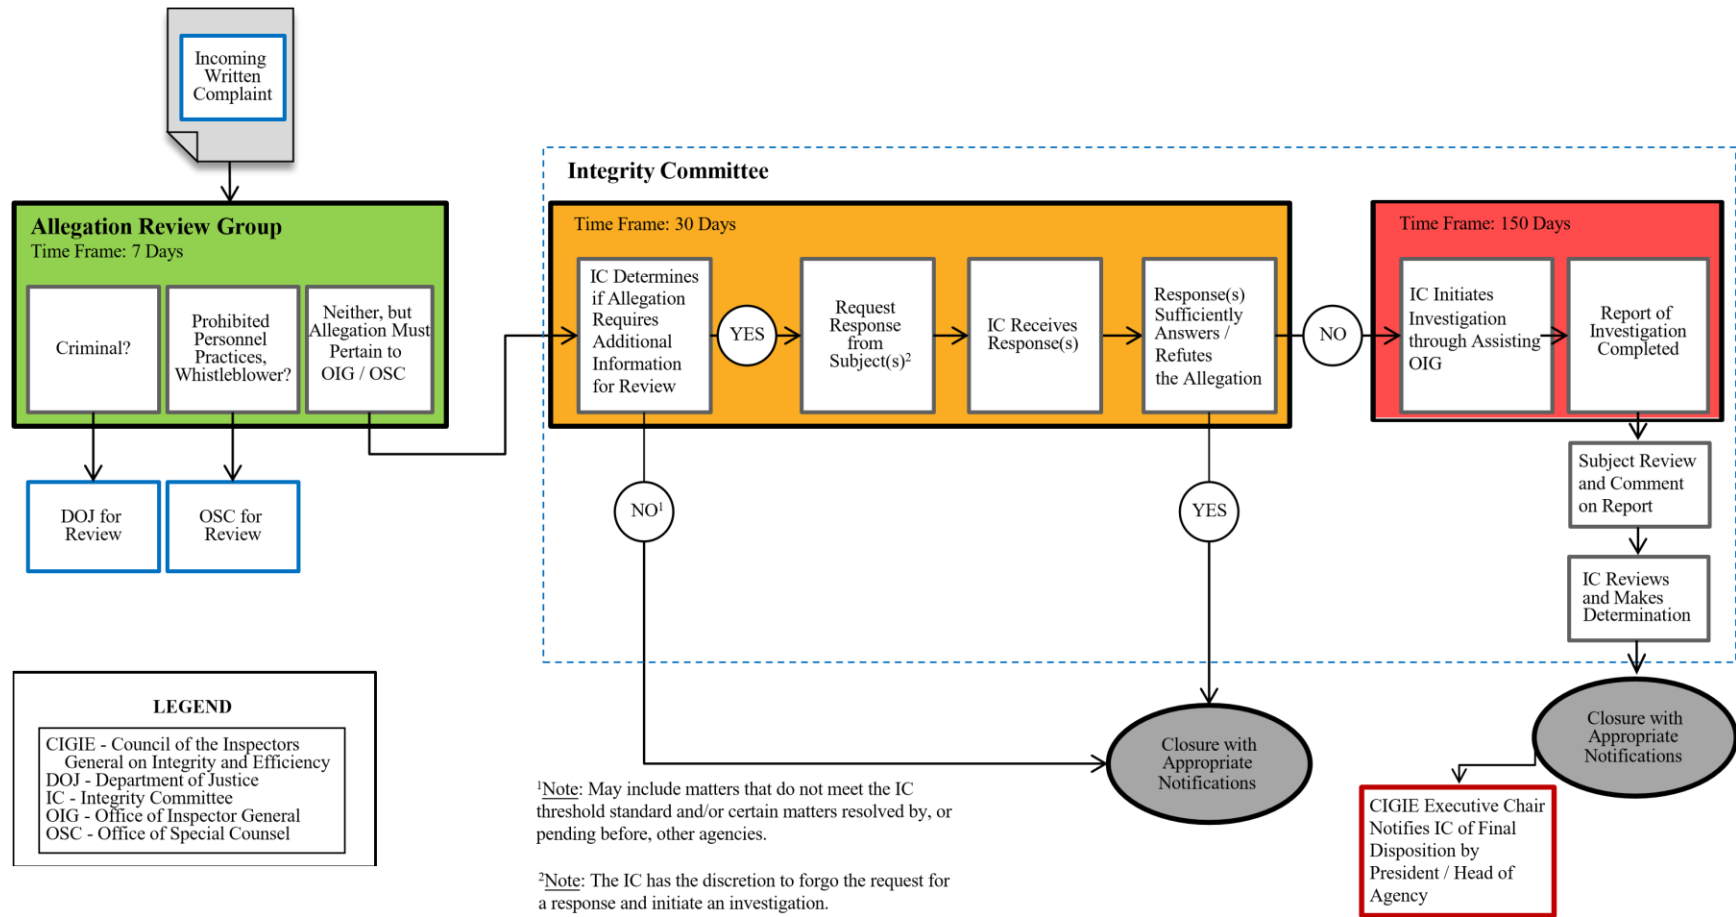 Incoming
Written
Complaint
Integrity Committee
Allegation Review Group
Time Frame: 7 Days
Criminal?
Prohibited
Personnel
Practices,
Whistleblower?
Neither, but
Allegation Must
Pertain to
OIG / OSC
DOJ for
Review
OSC for
Review
Time Frame: 30 Days
IC Determines
if Allegation
Requires
Additional
Information
for Review
YES
Request
Response
from
Subject(s)²
IC Receives
Response(s)
Response(s)
Sufficiently
Answers /
Refutes
the Allegation
NO
Time Frame: 150 Days
IC Initiates
Investigation
through Assisting
OIG
Report of
Investigation
Completed
NO¹
YES
Subject Review
and Comment
on Report
IC Reviews
and Makes
Determination
Closure with
Appropriate
Notifications
Closure with
Appropriate
Notifications
CIGIE Executive Chair
Notifies IC of Final
Disposition by
President / Head of
Agency
LEGEND
CIGIE - Council of the Inspectors
General on Integrity and Efficiency
DOJ - Department of Justice
IC - Integrity Committee
OIG - Office of Inspector General
OSC - Office of Special Counsel
¹Note: May include matters that do not meet the IC
threshold standard and/or certain matters resolved by, or
pending before, other agencies.
²Note: The IC has the discretion to forgo the request for
a response and initiate an investigation.